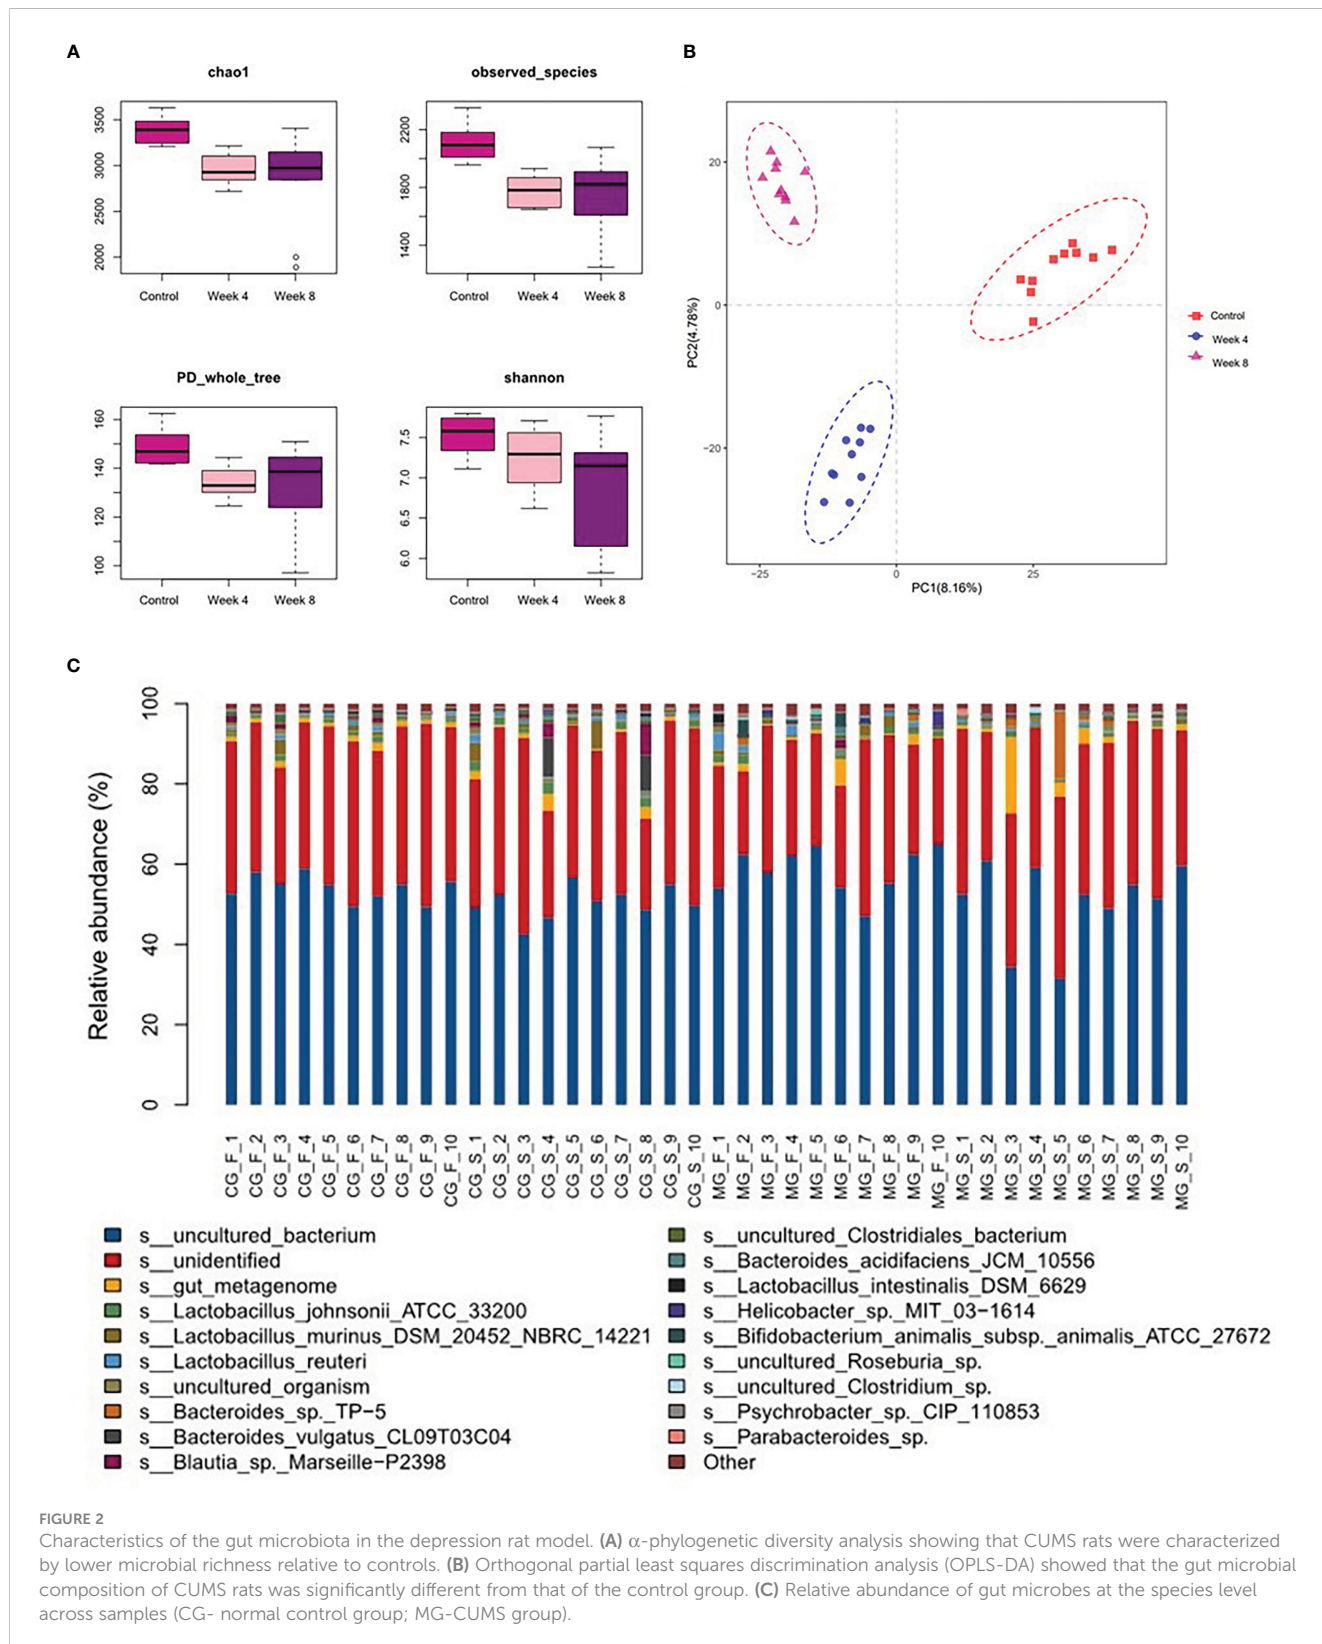 A
B
chao1
observed_species
3500
3000
2500
2000
Control
Week 4
Week 8
2200
1800
1400
Control
Week 4
Week 8
PD_whole_tree
shannon
160
140
120
100
Control
Week 4
Week 8
7.5
7.0
6.5
6.0
Control
Week 4
Week 8
PC2(4.78%)
20
0
−20
−25
0
25
PC1(8.16%)
Control
Week 4
Week 8
C
Relative abundance (%)
100
80
60
40
20
0
CG_F_1
CG_F_2
CG_F_3
CG_F_4
CG_F_5
CG_F_6
CG_F_7
CG_F_8
CG_F_9
CG_F_10
CG_S_1
CG_S_2
CG_S_3
CG_S_4
CG_S_5
CG_S_6
CG_S_7
CG_S_8
CG_S_9
CG_S_10
MG_F_1
MG_F_2
MG_F_3
MG_F_4
MG_F_5
MG_F_6
MG_F_7
MG_F_8
MG_F_9
MG_F_10
MG_S_1
MG_S_2
MG_S_3
MG_S_4
MG_S_5
MG_S_6
MG_S_7
MG_S_8
MG_S_9
MG_S_10
s__uncultured_bacterium
s__unidentified
s__gut_metagenome
s__Lactobacillus_johnsonii_ATCC_33200
s__Lactobacillus_murinus_DSM_20452_NBRC_14221
s__Lactobacillus_reuteri
s__uncultured_organism
s__Bacteroides_sp._TP−5
s__Bacteroides_vulgatus_CL09T03C04
s__Blautia_sp._Marseille−P2398
s__uncultured_Clostridiales_bacterium
s__Bacteroides_acidifaciens_JCM_10556
s__Lactobacillus_intestinalis_DSM_6629
s__Helicobacter_sp._MIT_03−1614
s__Bifidobacterium_animalis_subsp._animalis_ATCC_27672
s__uncultured_Roseburia_sp.
s__uncultured_Clostridium_sp.
s__Psychrobacter_sp._CIP_110853
s__Parabacteroides_sp.
Other
FIGURE 2
Characteristics of the gut microbiota in the depression rat model. (A) α-phylogenetic diversity analysis showing that CUMS rats were characterized
by lower microbial richness relative to controls. (B) Orthogonal partial least squares discrimination analysis (OPLS-DA) showed that the gut microbial
composition of CUMS rats was significantly different from that of the control group. (C) Relative abundance of gut microbes at the species level
across samples (CG- normal control group; MG-CUMS group).